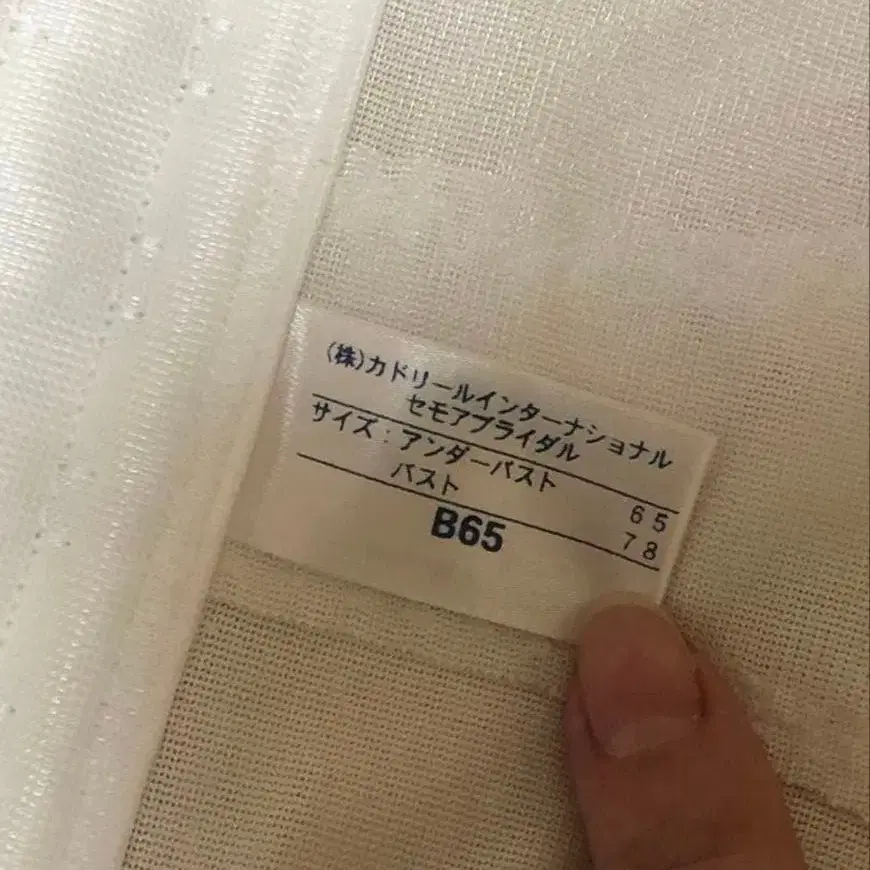 (株)カドリールインターナショナル
セモアブライダル
サイズ：アンダーバスト 65
バスト 78
B65